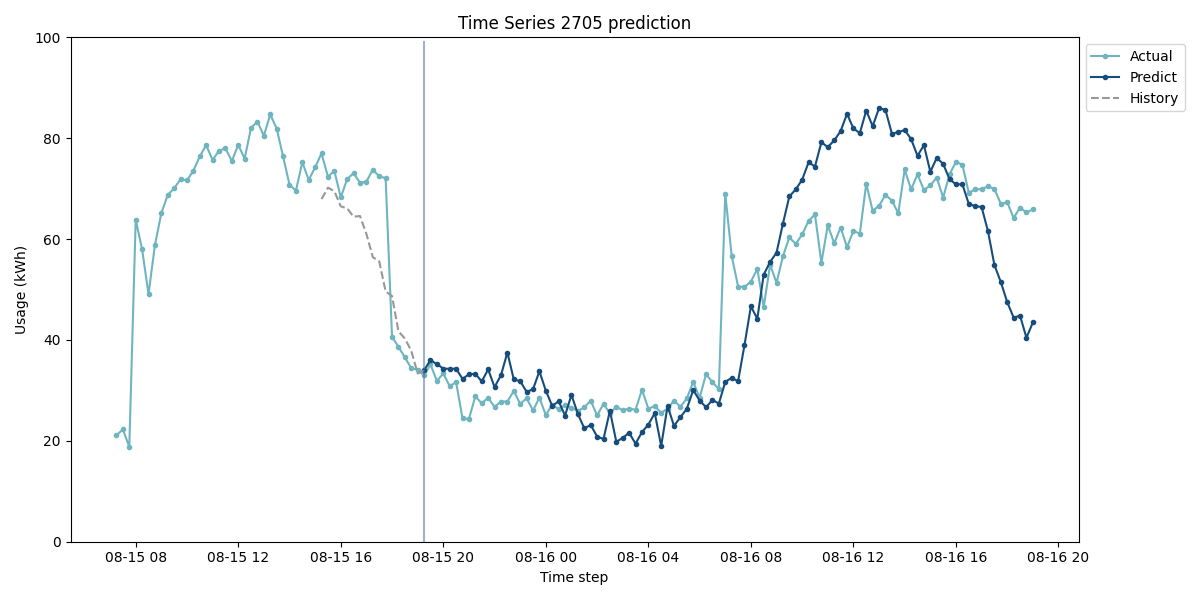 Time Series 2705 prediction
Usage (kWh)
100
80
60
40
20
0
08-15 08
08-15 12
08-15 16
08-15 20
08-16 00
08-16 04
08-16 08
08-16 12
08-16 16
08-16 20
Time step
Actual
Predict
History